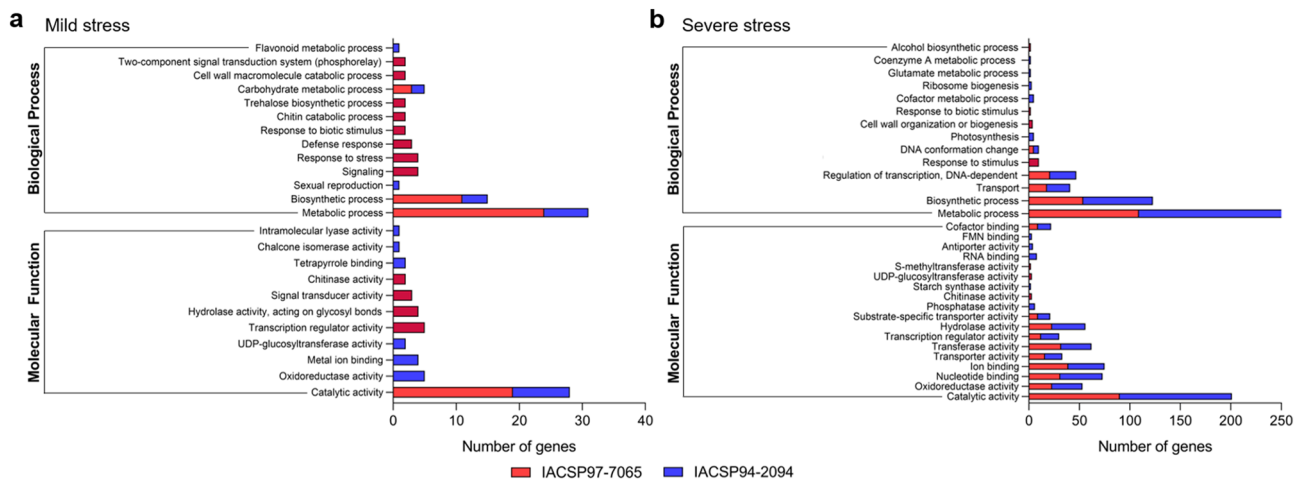 a Mild stress
Biological Process
Flavonoid metabolic process
Two-component signal transduction system (phosphorelay)
Cell wall macromolecule catabolic process
Carbohydrate metabolic process
Trehalose biosynthetic process
Chitin catabolic process
Response to biotic stimulus
Defense response
Response to stress
Signaling
Sexual reproduction
Biosynthetic process
Metabolic process
Molecular Function
Intramolecular lyase activity
Chalcone isomerase activity
Tetrapyrrole binding
Chitinase activity
Signal transducer activity
Hydrolase activity, acting on glycosyl bonds
Transcription regulator activity
UDP-glucosyltransferase activity
Metal ion binding
Oxidoreductase activity
Catalytic activity
0 10 20 30 40
Number of genes
b Severe stress
Biological Process
Alcohol biosynthetic process
Coenzyme A metabolic process
Glutamate metabolic process
Ribosome biogenesis
Cofactor metabolic process
Response to biotic stimulus
Cell wall organization or biogenesis
Photosynthesis
DNA conformation change
Response to stimulus
Regulation of transcription, DNA-dependent
Transport
Biosynthetic process
Metabolic process
Molecular Function
Cofactor binding
FMN binding
Antiporter activity
RNA binding
S-methyltransferase activity
UDP-glucosyltransferase activity
Starch synthase activity
Chitinase activity
Phosphatase activity
Substrate-specific transporter activity
Hydrolase activity
Transcription regulator activity
Transferase activity
Transporter activity
Ion binding
Nucleotide binding
Oxidoreductase activity
Catalytic activity
0 50 100 150 200 250
Number of genes
IACSP97-7065 IACSP94-2094